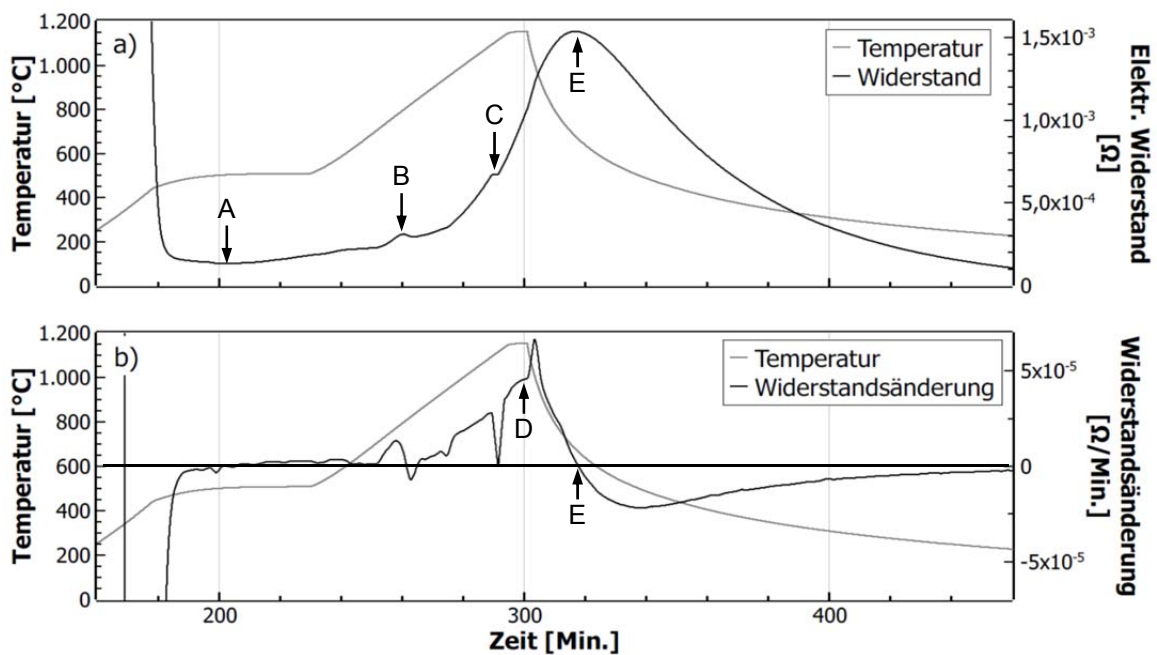 a)
Temperatur [°C]
1.200
1.000
800
600
400
200
0
A
B
C
E
Temperatur
Widerstand
1,5x10⁻³
1,0x10⁻³
5,0x10⁻⁴
0
Elektr. Widerstand
[Ω]
b)
Temperatur [°C]
1.200
1.000
800
600
400
200
0
D
E
Temperatur
Widerstandsänderung
5x10⁻⁵
0
-5x10⁻⁵
Widerstandsänderung
[Ω/Min.]
200
300
400
Zeit [Min.]